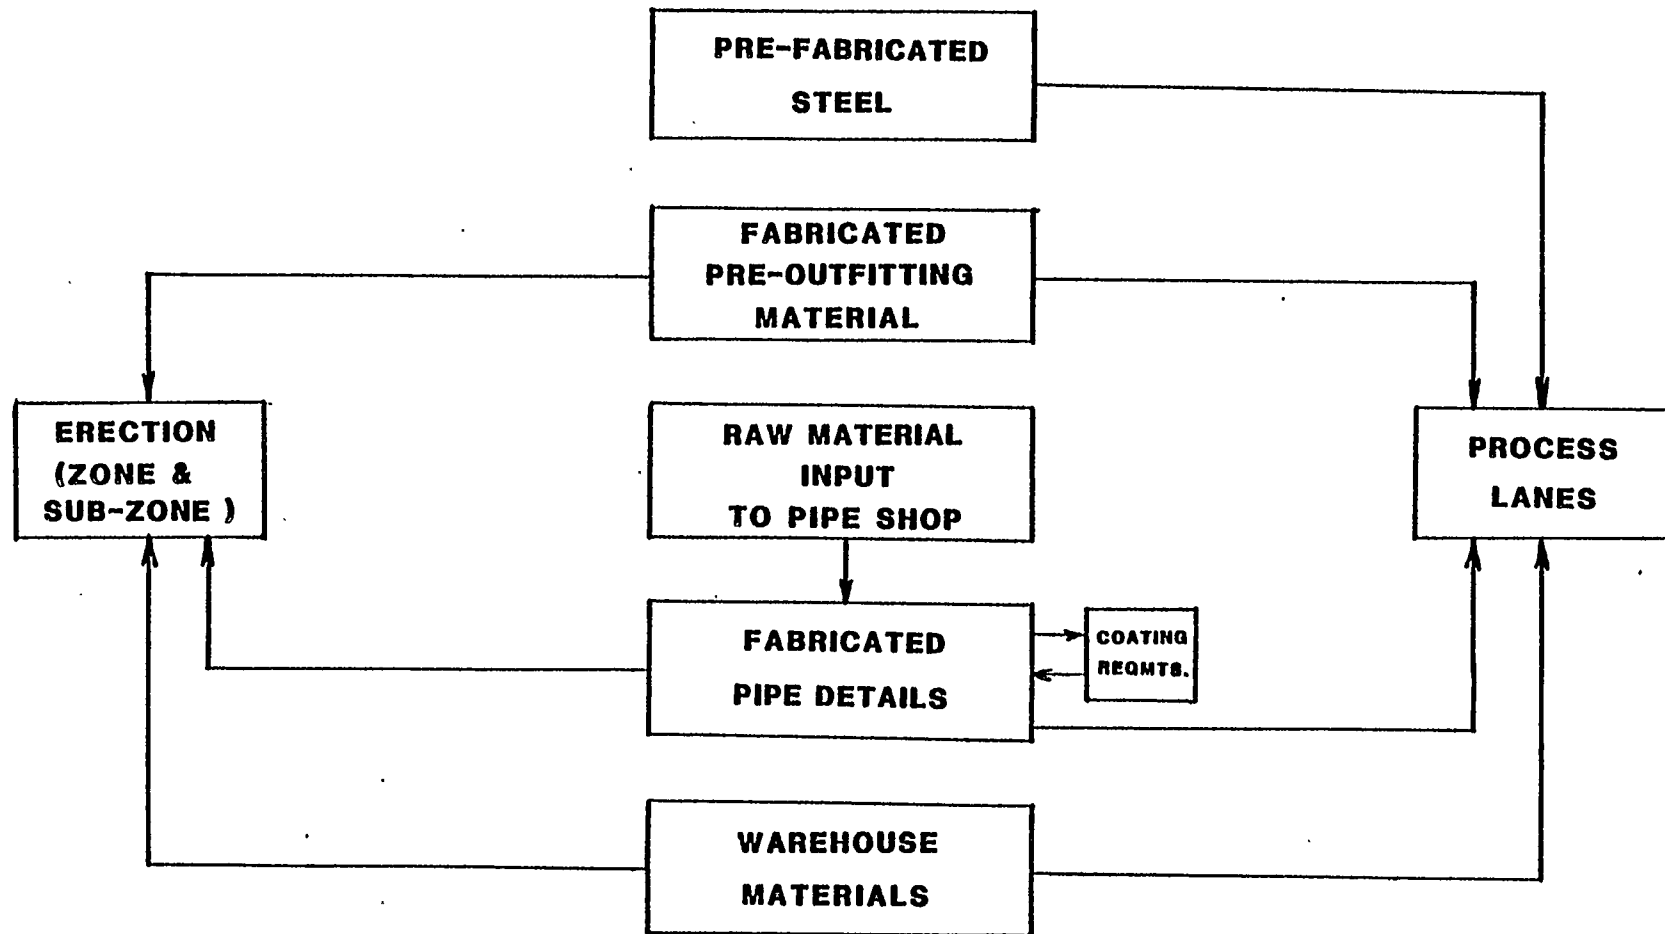 PRE-FABRICATED
STEEL
FABRICATED
PRE-OUTFITTING
MATERIAL
ERECTION
(ZONE &
SUB-ZONE )
RAW MATERIAL
INPUT
TO PIPE SHOP
PROCESS
LANES
FABRICATED
PIPE DETAILS
COATING
REQMTS.
WAREHOUSE
MATERIALS